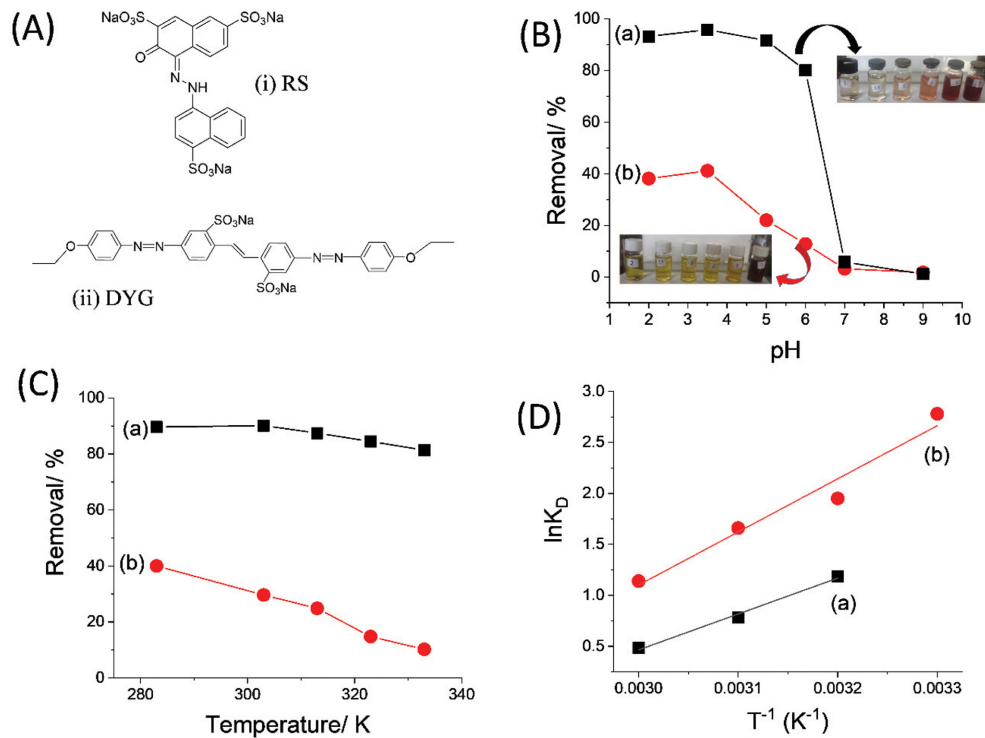 (A)
SO₃Na
NaO₃S
O
N
NH
SO₃Na
(i) RS
SO₃Na
O
N=N
SO₃Na
N=N
O
(ii) DYG
(B)
Removal/ %
100
80
60
40
20
0
(a)
(b)
2
1 2 3 4 5 6 7 8 9 10
pH
(C)
Removal/ %
100
80
60
40
20
0
(a)
(b)
280 300 320 340
Temperature/ K
(D)
lnK_D
3.0
2.5
2.0
1.5
1.0
0.5
(b)
(a)
0.0030 0.0031 0.0032 0.0033
T⁻¹ (K⁻¹)